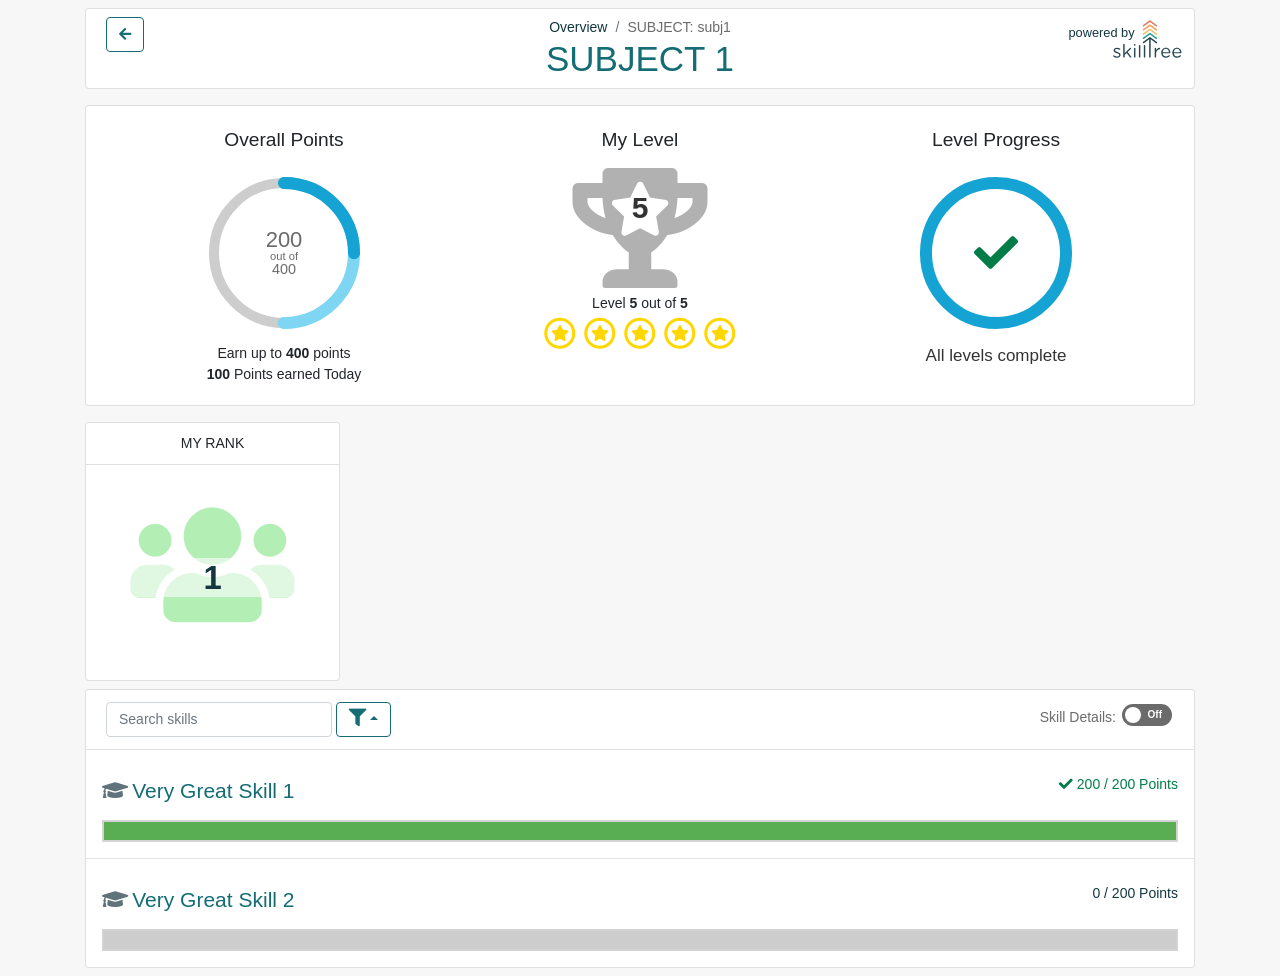 Overview / SUBJECT: subj1
SUBJECT 1
powered by
skilltree
Overall Points
200
out of
400
Earn up to 400 points
100 Points earned Today
My Level
5
Level 5 out of 5
Level Progress
All levels complete
MY RANK
1
Search skills
Skill Details: Off
Very Great Skill 1
200 / 200 Points
Very Great Skill 2
0 / 200 Points